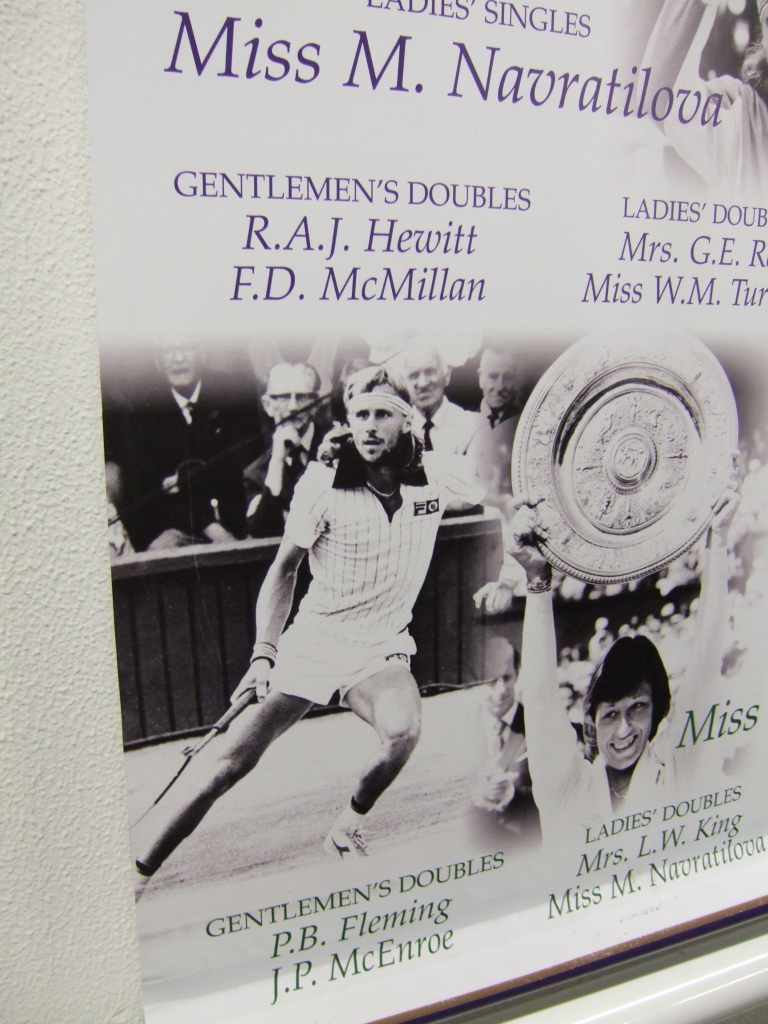 LADIES' SINGLES
Miss M. Navratilova
GENTLEMEN'S DOUBLES
R.A.J. Hewitt
F.D. McMillan
LADIES' DOUB
Mrs. G.E. R
Miss W.M. Tur
FILA
Miss
GENTLEMEN'S DOUBLES
P.B. Fleming
J.P. McEnroe
LADIES' DOUBLES
Mrs. L.W. King
Miss M. Navratilova